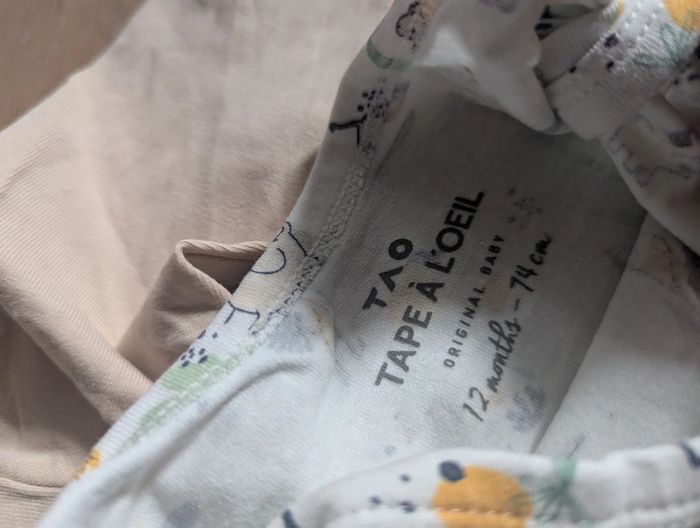 TAO
TAPE À L'OEIL
ORIGINAL BABY
12 months - 74 cm